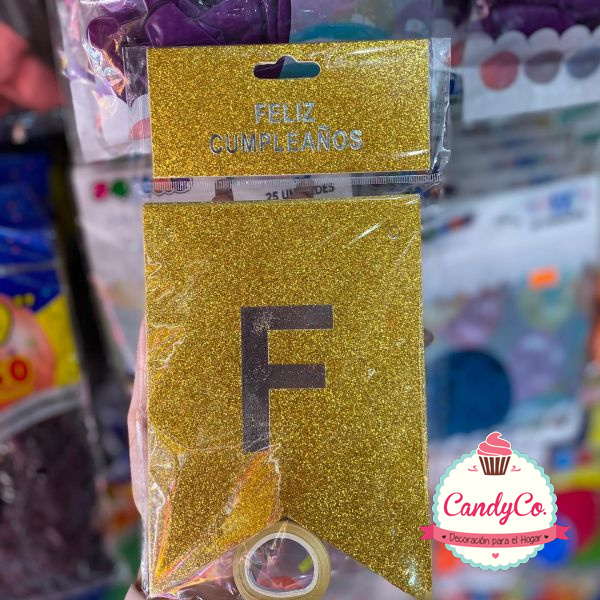 FELIZ
CUMPLEAÑOS
25 UNIDADES
F
CandyCo.
Decoración para el Hogar